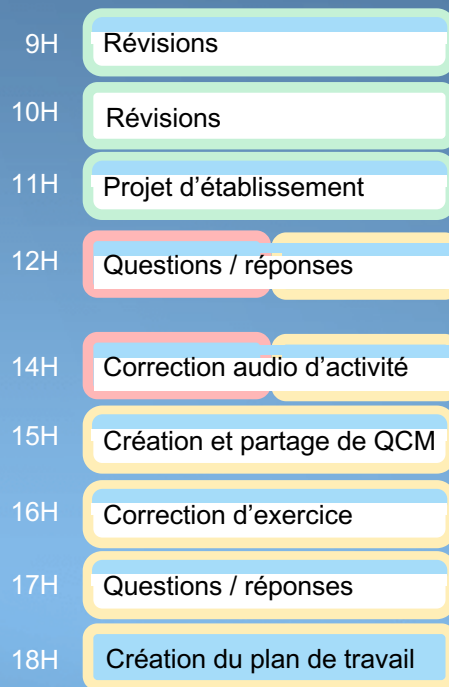 9H Révisions
10H Révisions
11H Projet d’établissement
12H Questions / réponses
14H Correction audio d’activité
15H Création et partage de QCM
16H Correction d’exercice
17H Questions / réponses
18H Création du plan de travail